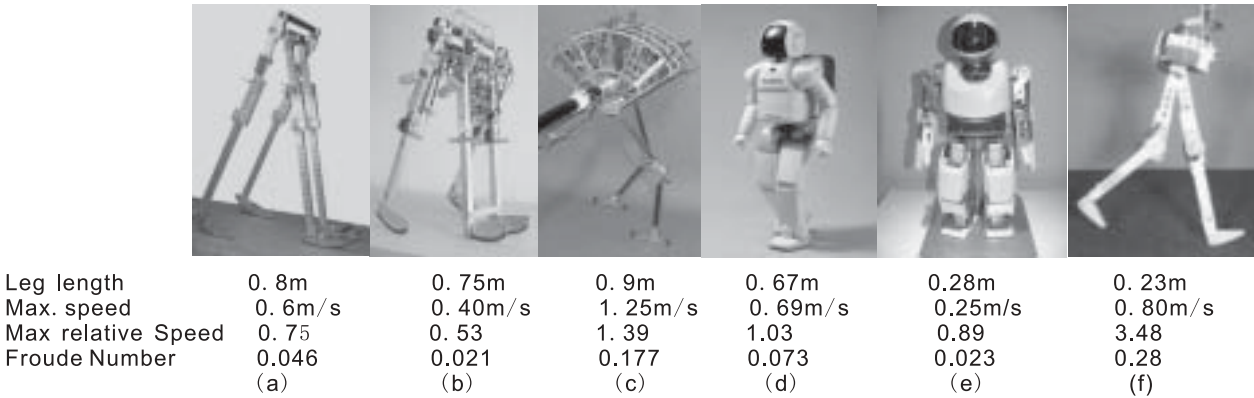 Leg length 0. 8m 0. 75m 0. 9m 0. 67m 0.28m 0. 23m
Max. speed 0. 6m/s 0. 40m/s 1. 25m/s 0. 69m/s 0.25m/s 0. 80m/s
Max relative Speed 0. 75 0. 53 1. 39 1.03 0.89 3.48
Froude Number 0.046 0.021 0.177 0.073 0.023 0.28
(a) (b) (c) (d) (e) (f)